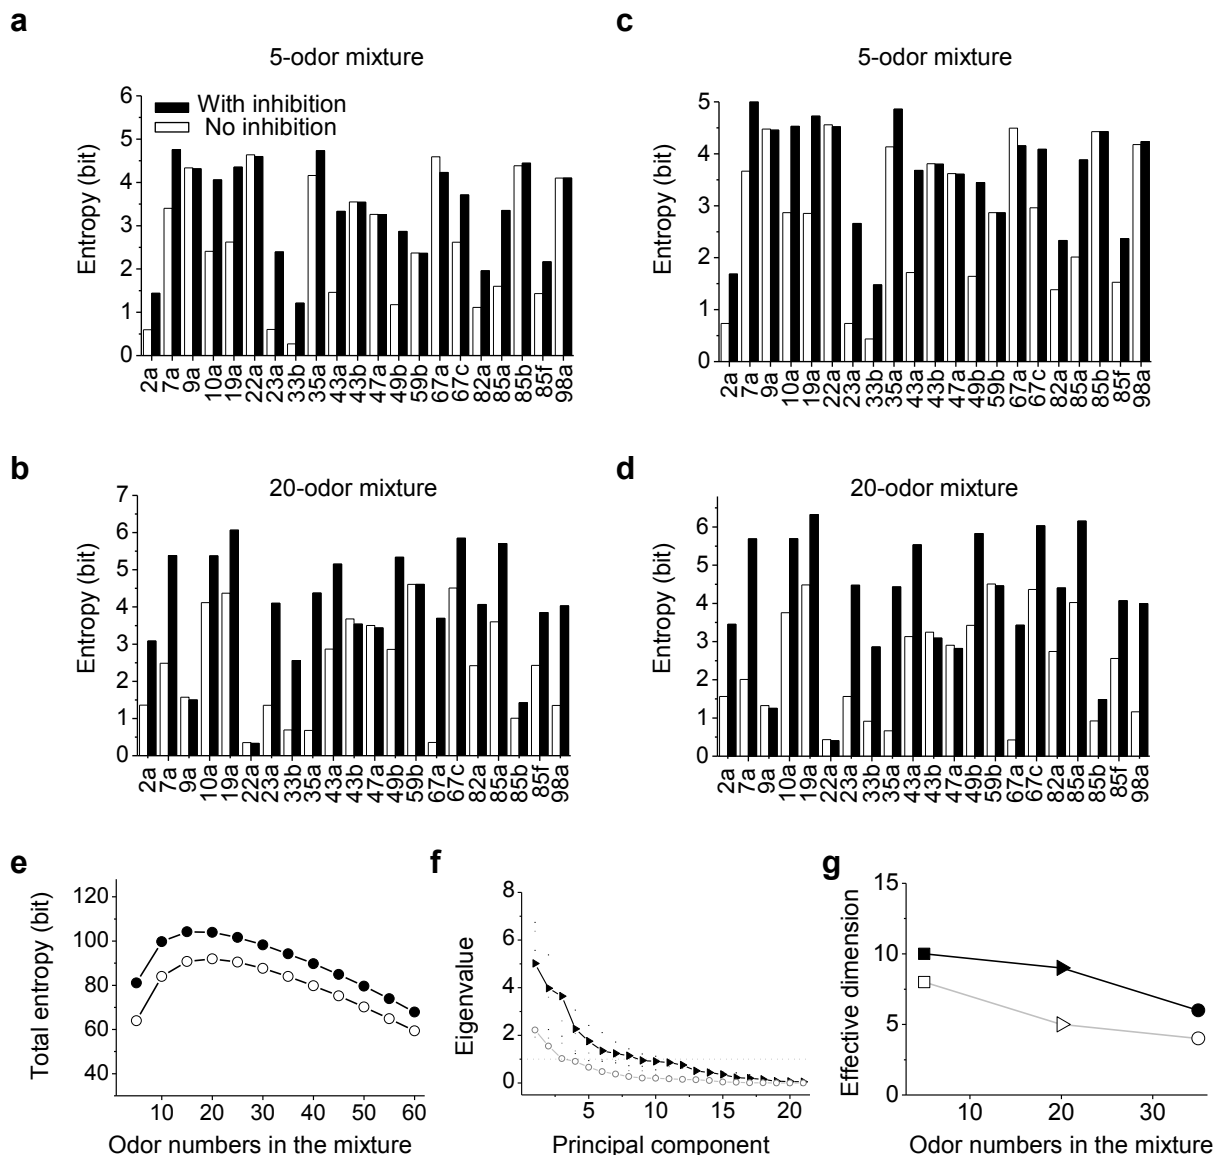 a
5-odor mixture
With inhibition
No inhibition
Entropy (bit)
6
5
4
3
2
1
0
2a 7a 9a 10a 19a 22a 23a 33b 35a 43a 43b 47a 49b 59b 67a 67c 82a 85a 85b 85f 98a
c
5-odor mixture
Entropy (bit)
5
4
3
2
1
0
2a 7a 9a 10a 19a 22a 23a 33b 35a 43a 43b 47a 49b 59b 67a 67c 82a 85a 85b 85f 98a
b
20-odor mixture
Entropy (bit)
7
6
5
4
3
2
1
0
2a 7a 9a 10a 19a 22a 23a 33b 35a 43a 43b 47a 49b 59b 67a 67c 82a 85a 85b 85f 98a
d
20-odor mixture
Entropy (bit)
6
5
4
3
2
1
0
2a 7a 9a 10a 19a 22a 23a 33b 35a 43a 43b 47a 49b 59b 67a 67c 82a 85a 85b 85f 98a
e
Total entropy (bit)
120
100
80
60
40
10 20 30 40 50 60
Odor numbers in the mixture
f
Eigenvalue
8
6
4
2
0
5 10 15 20
Principal component
g
Effective dimension
15
10
5
0
10 20 30
Odor numbers in the mixture